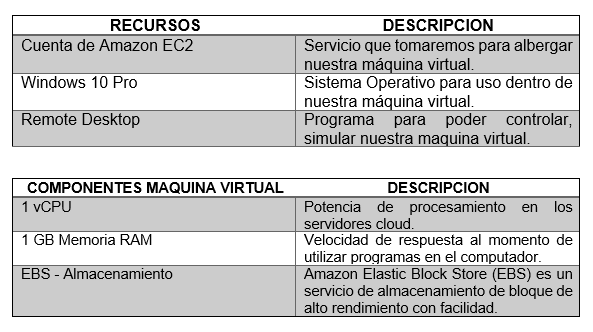 RECURSOS DESCRIPCION
Cuenta de Amazon EC2 Servicio que tomaremos para albergar
nuestra máquina virtual.
Windows 10 Pro Sistema Operativo para uso dentro de
nuestra máquina virtual.
Remote Desktop Programa para poder controlar,
simular nuestra maquina virtual.
COMPONENTES MAQUINA VIRTUAL DESCRIPCION
1 vCPU Potencia de procesamiento en los
servidores cloud.
1 GB Memoria RAM Velocidad de respuesta al momento de
utilizar programas en el computador.
EBS - Almacenamiento Amazon Elastic Block Store (EBS) es un
servicio de almacenamiento de bloque de
alto rendimiento con facilidad.